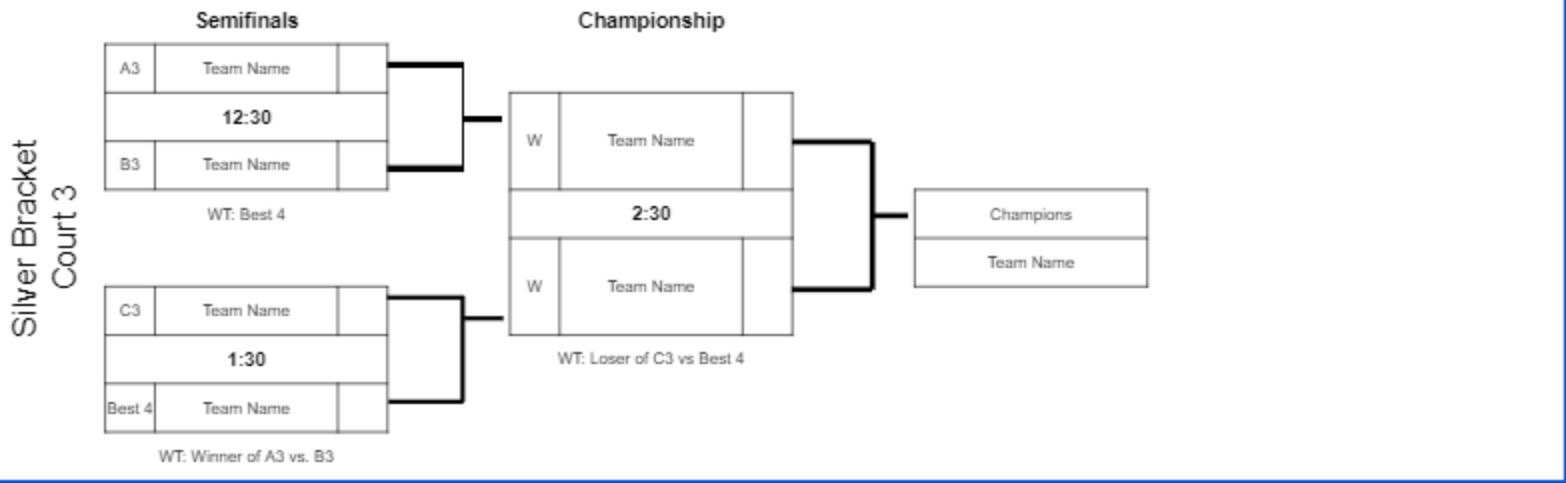 Semifinals
Championship
Silver Bracket
Court 3
A3 Team Name
12:30
B3 Team Name
WT: Best 4
C3 Team Name
1:30
Best 4 Team Name
WT: Winner of A3 vs. B3
W Team Name
2:30
W Team Name
WT: Loser of C3 vs Best 4
Champions
Team Name